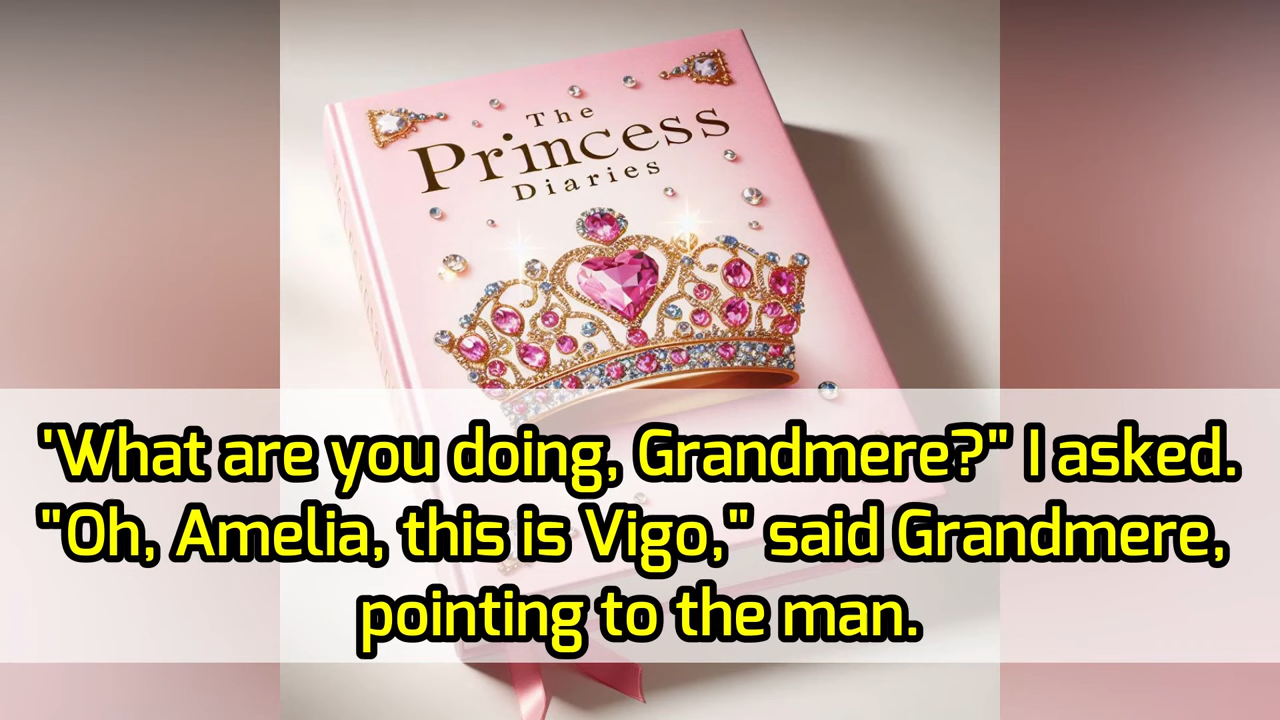 The
Princess
Diaries
'What are you doing, Grandmere?" I asked.
"Oh, Amelia, this is Vigo," said Grandmere,
pointing to the man.